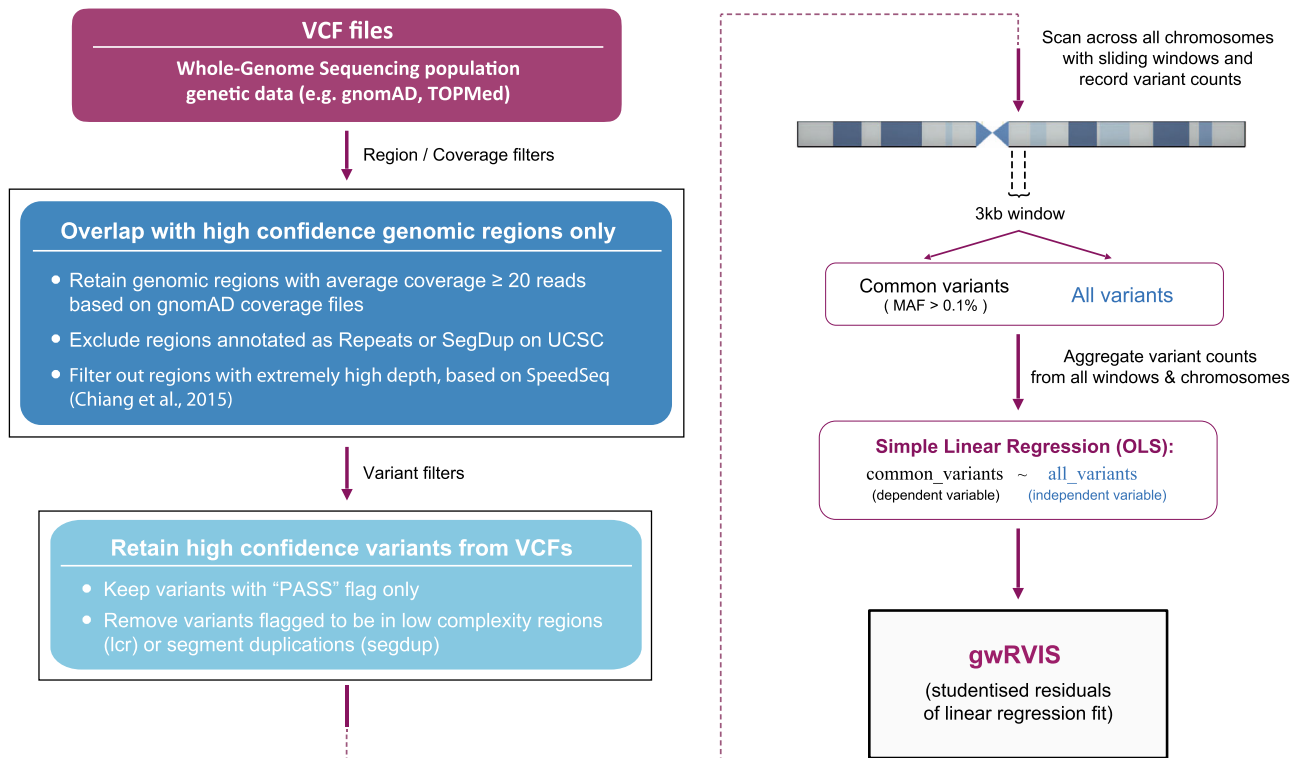 VCF files
Whole-Genome Sequencing population
genetic data (e.g. gnomAD, TOPMed)
Region / Coverage filters
Overlap with high confidence genomic regions only
• Retain genomic regions with average coverage ≥ 20 reads
based on gnomAD coverage files
• Exclude regions annotated as Repeats or SegDup on UCSC
• Filter out regions with extremely high depth, based on SpeedSeq
(Chiang et al., 2015)
Variant filters
Retain high confidence variants from VCFs
• Keep variants with “PASS” flag only
• Remove variants flagged to be in low complexity regions
(lcr) or segment duplications (segdup)
Scan across all chromosomes
with sliding windows and
record variant counts
3kb window
Common variants
( MAF > 0.1% )
All variants
Aggregate variant counts
from all windows & chromosomes
Simple Linear Regression (OLS):
common_variants ~ all_variants
(dependent variable) (independent variable)
gwRVIS
(studentised residuals
of linear regression fit)